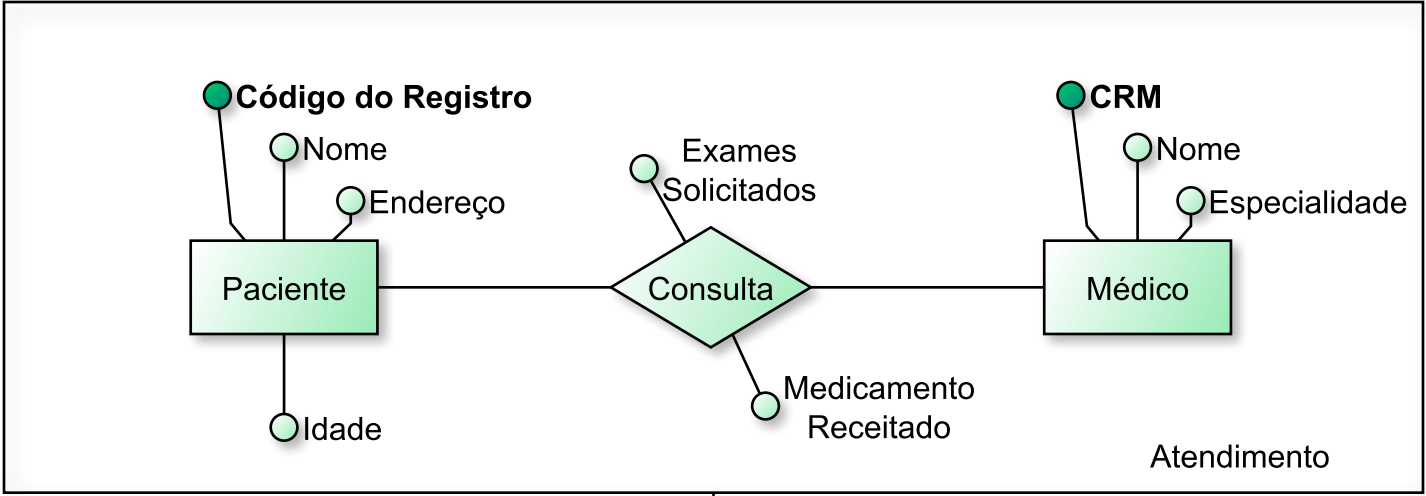 Código do Registro
CRM
Nome
Exames
Solicitados
Nome
Endereço
Especialidade
Paciente
Consulta
Médico
Medicamento
Receitado
Idade
Atendimento